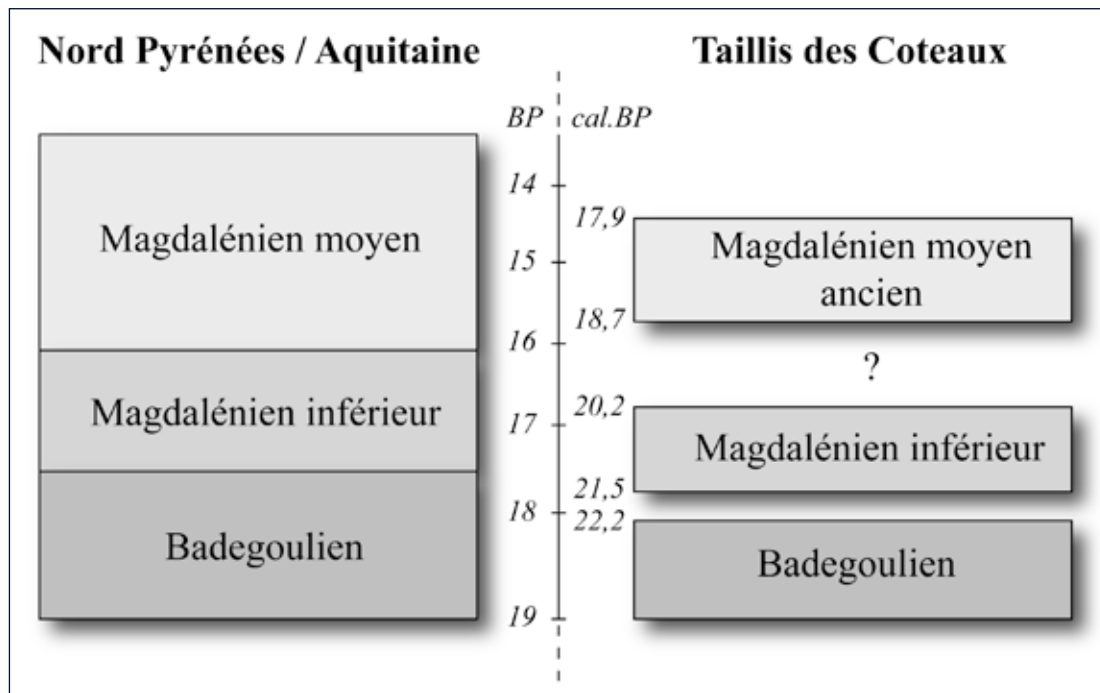 Nord Pyrénées / Aquitaine
Taillis des Coteaux
BP
cal.BP
14
15
16
17
18
19
Magdalénien moyen
Magdalénien inférieur
Badegoulien
17,9
Magdalénien moyen
ancien
18,7
?
20,2
Magdalénien inférieur
21,5
22,2
Badegoulien